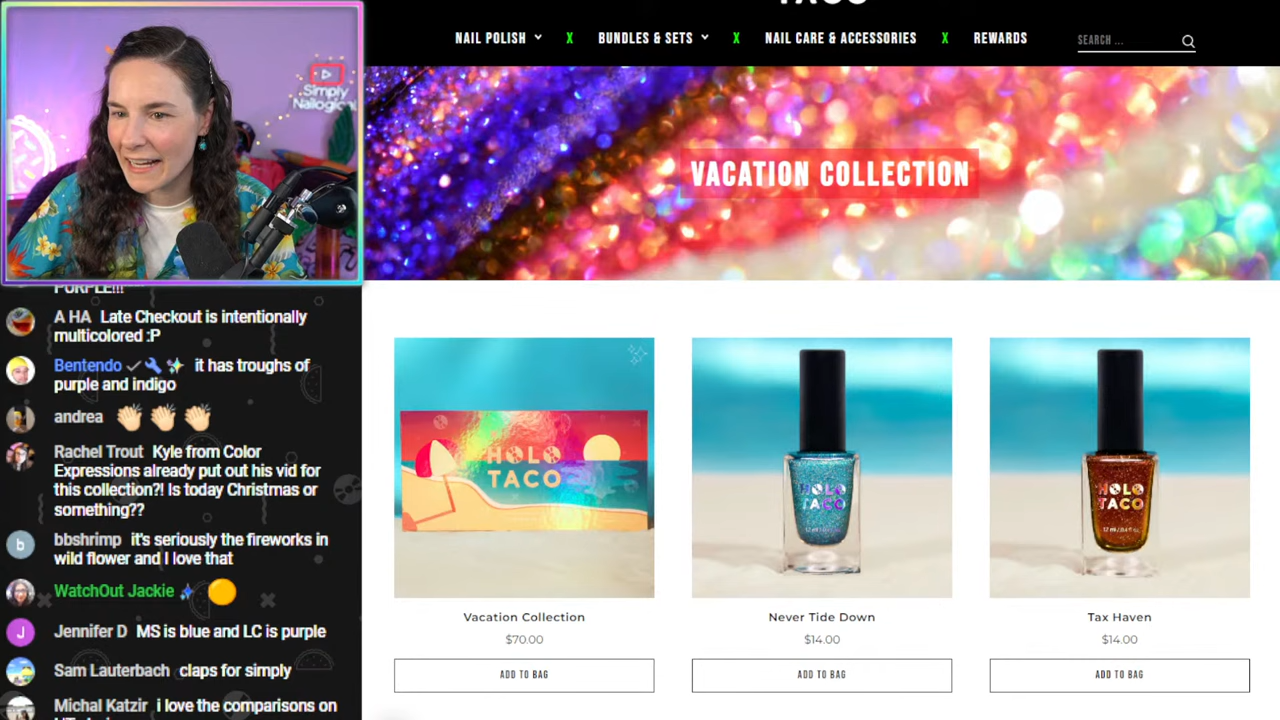 TACO
NAIL POLISH X BUNDLES & SETS X NAIL CARE & ACCESSORIES X REWARDS SEARCH ...
Simply
Nailogical
VACATION COLLECTION
PURPLE!!!
A HA Late Checkout is intentionally
multicolored :P
Bentendo it has troughs of
purple and indigo
andrea
Rachel Trout Kyle from Color
Expressions already put out his vid for
this collection?! Is today Christmas or
something??
b bbshrimp it's seriously the fireworks in
wild flower and I love that
WatchOut Jackie
J Jennifer D MS is blue and LC is purple
Sam Lauterbach claps for simply
Michal Katzir i love the comparisons on
HOLO
TACO
HOLO
TACO
HOLO
TACO
Vacation Collection
$70.00
ADD TO BAG
Never Tide Down
$14.00
ADD TO BAG
Tax Haven
$14.00
ADD TO BAG